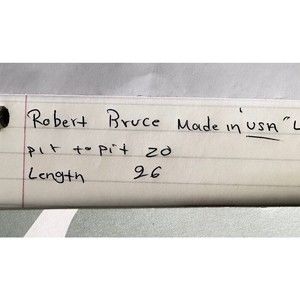 Robert Bruce Made in "USA" L
pit to pit 20
Length 26